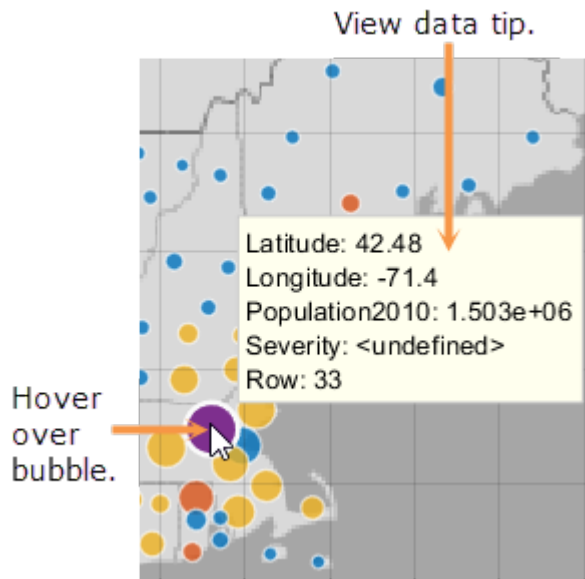 View data tip.
Latitude: 42.48
Longitude: -71.4
Population2010: 1.503e+06
Severity: <undefined>
Row: 33
Hover
over
bubble.